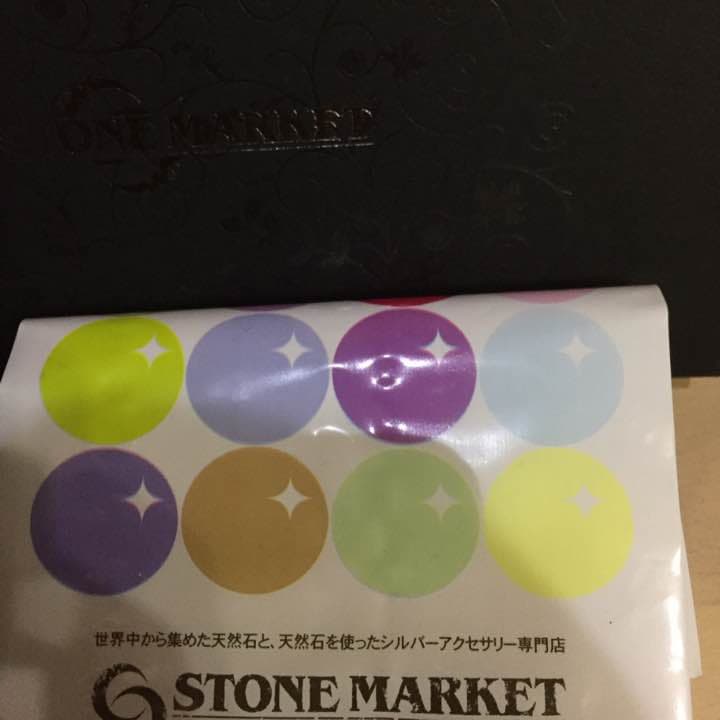 ONE MARKET
世界中から集めた天然石と、天然石を使ったシルバーアクセサリー専門店
STONE MARKET